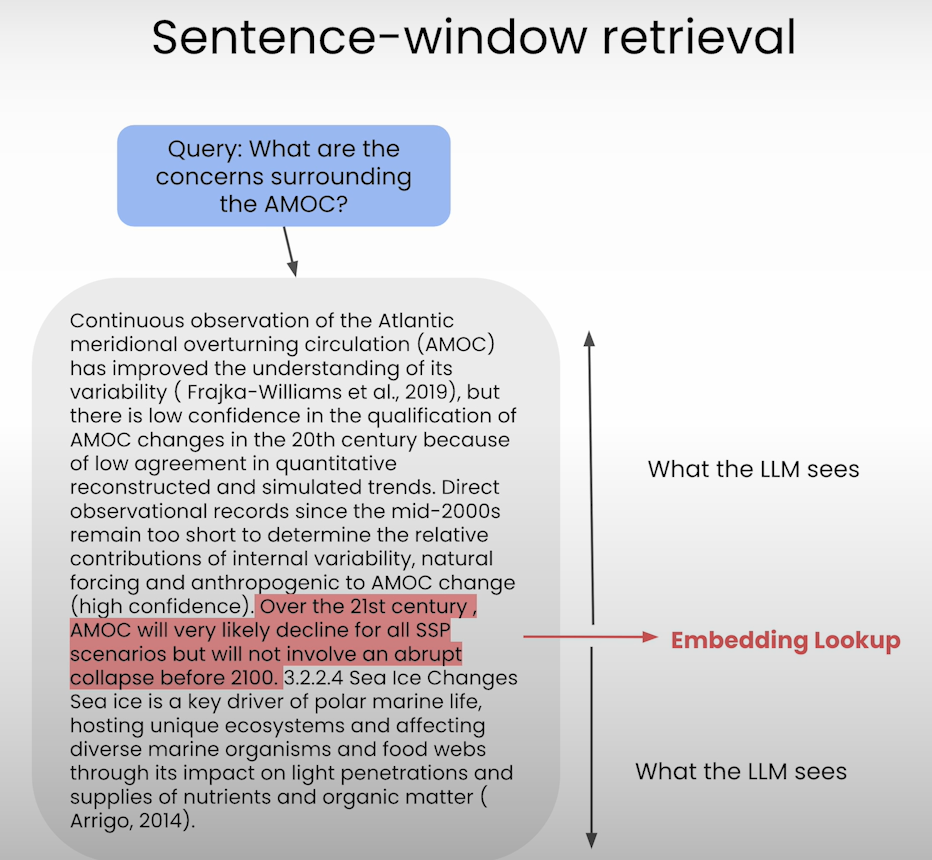 Sentence-window retrieval
Query: What are the
concerns surrounding
the AMOC?
Continuous observation of the Atlantic
meridional overturning circulation (AMOC)
has improved the understanding of its
variability ( Frajka-Williams et al., 2019), but
there is low confidence in the qualification of
AMOC changes in the 20th century because
of low agreement in quantitative
reconstructed and simulated trends. Direct
observational records since the mid-2000s
remain too short to determine the relative
contributions of internal variability, natural
forcing and anthropogenic to AMOC change
(high confidence). Over the 21st century ,
AMOC will very likely decline for all SSP
scenarios but will not involve an abrupt
collapse before 2100. 3.2.2.4 Sea Ice Changes
Sea ice is a key driver of polar marine life,
hosting unique ecosystems and affecting
diverse marine organisms and food webs
through its impact on light penetrations and
supplies of nutrients and organic matter (
Arrigo, 2014).
What the LLM sees
Embedding Lookup
What the LLM sees